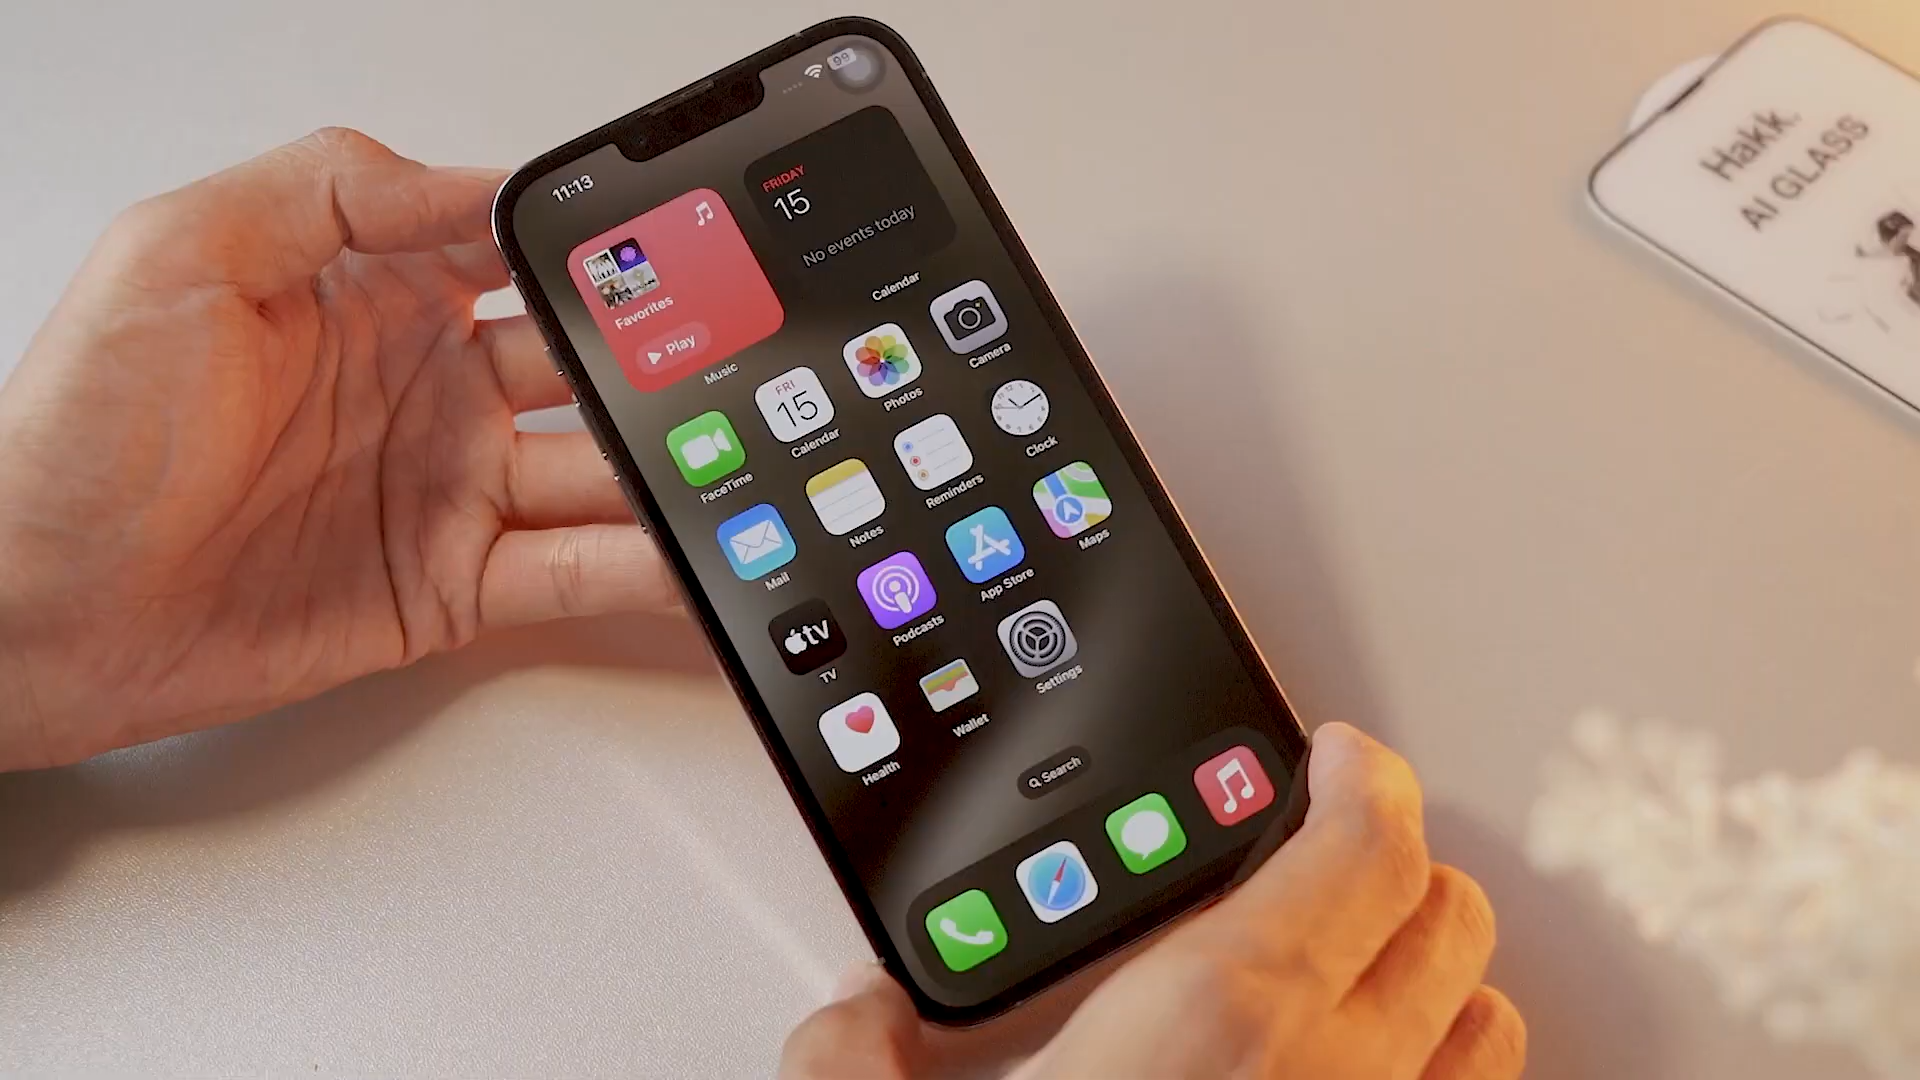 11:13
99
Favorites
Play
Music
FRIDAY
15
No events today
Calendar
FaceTime
FRI
15
Calendar
Photos
Camera
Mail
Notes
Reminders
Clock
tv
TV
Podcasts
App Store
Maps
Health
Wallet
Settings
Search
Hakk.
AI GLASS